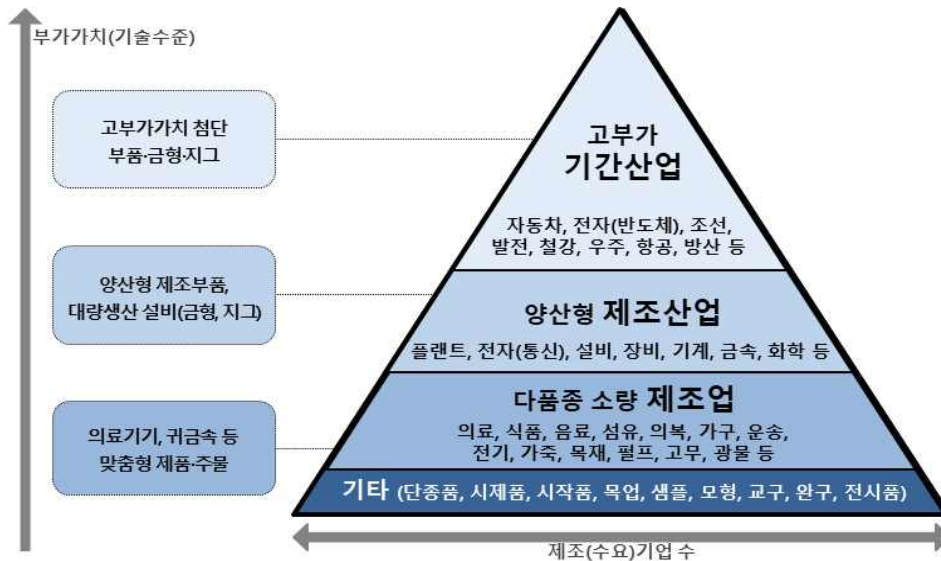 부가가치(기술수준)
고부가가치 첨단
부품·금형·지그
고부가
기간산업
자동차, 전자(반도체), 조선,
발전, 철강, 우주, 항공, 방산 등
양산형 제조부품,
대량생산 설비(금형, 지그)
양산형 제조산업
플랜트, 전자(통신), 설비, 장비, 기계, 금속, 화학 등
의료기기, 귀금속 등
맞춤형 제품·주물
다품종 소량 제조업
의료, 식품, 음료, 섬유, 의복, 가구, 운송,
전기, 가죽, 목재, 펄프, 고무, 광물 등
기타 (단종품, 시제품, 시작품, 목업, 샘플, 모형, 교구, 완구, 전시품)
제조(수요)기업 수